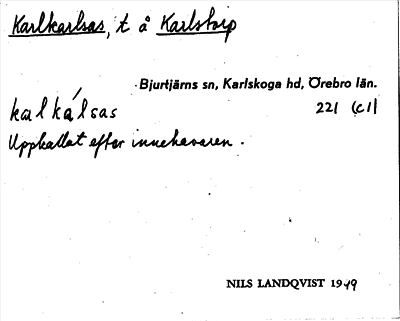 Karlkarlsas, t å Karlstorp
Bjurtjärns sn, Karlskoga hd, Örebro län.
kalkálsas 221 (c1)
Uppkallat efter innehavaren.
NILS LANDQVIST 1949